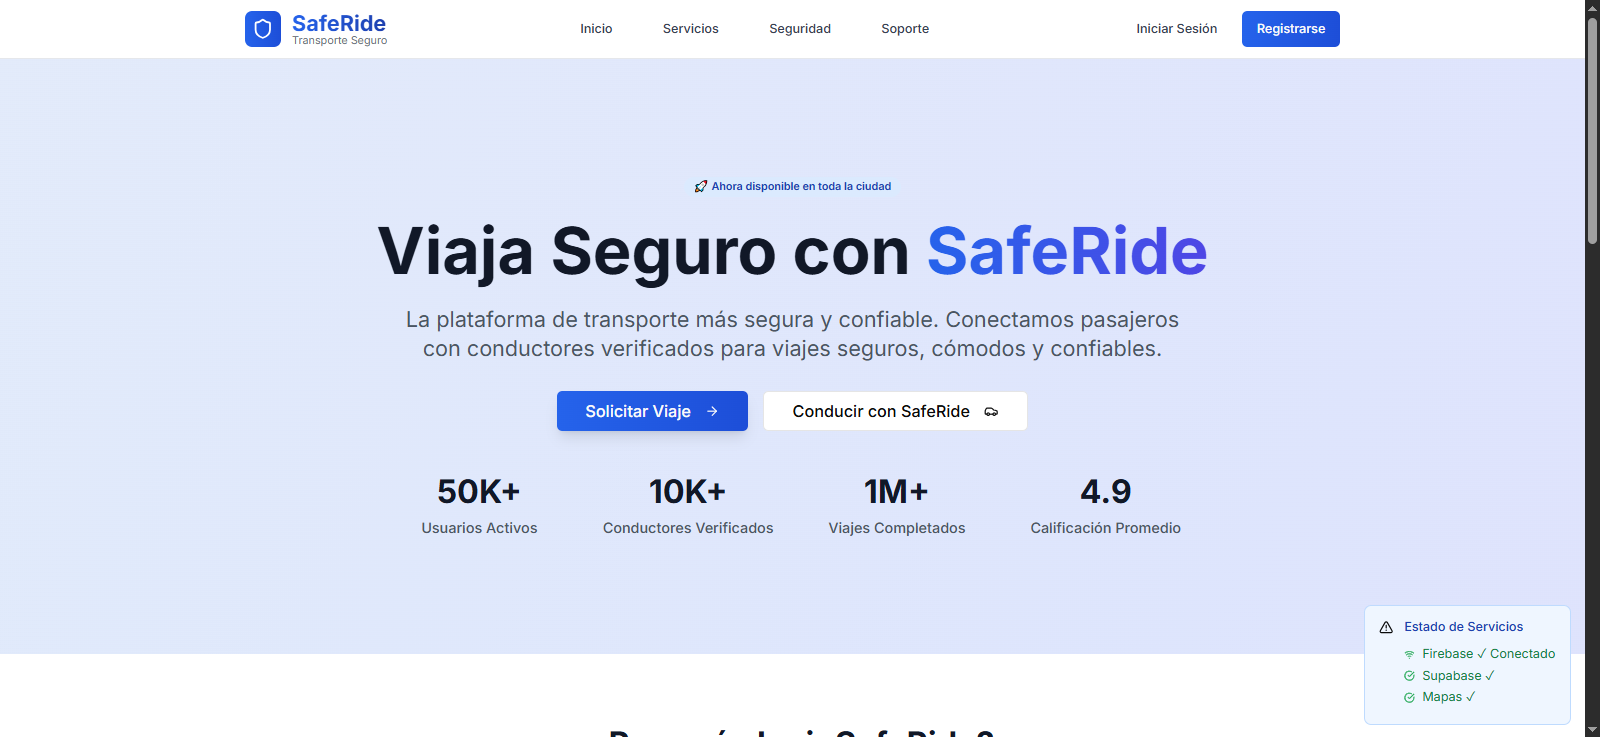 SafeRide
Transporte Seguro
Inicio
Servicios
Seguridad
Soporte
Iniciar Sesión
Registrarse
🚀 Ahora disponible en toda la ciudad
Viaja Seguro con SafeRide
La plataforma de transporte más segura y confiable. Conectamos pasajeros
con conductores verificados para viajes seguros, cómodos y confiables.
Solicitar Viaje →
Conducir con SafeRide
50K+
Usuarios Activos
10K+
Conductores Verificados
1M+
Viajes Completados
4.9
Calificación Promedio
Estado de Servicios
Firebase ✓ Conectado
Supabase ✓
Mapas ✓